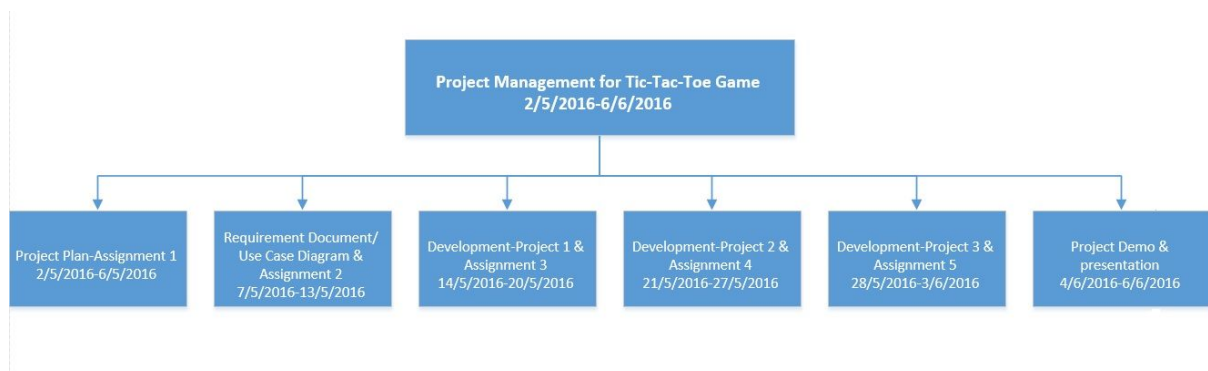 Project Management for Tic-Tac-Toe Game
2/5/2016-6/6/2016
Project Plan-Assignment 1
2/5/2016-6/5/2016
Requirement Document/
Use Case Diagram &
Assignment 2
7/5/2016-13/5/2016
Development-Project 1 &
Assignment 3
14/5/2016-20/5/2016
Development-Project 2 &
Assignment 4
21/5/2016-27/5/2016
Development-Project 3 &
Assignment 5
28/5/2016-3/6/2016
Project Demo &
presentation
4/6/2016-6/6/2016